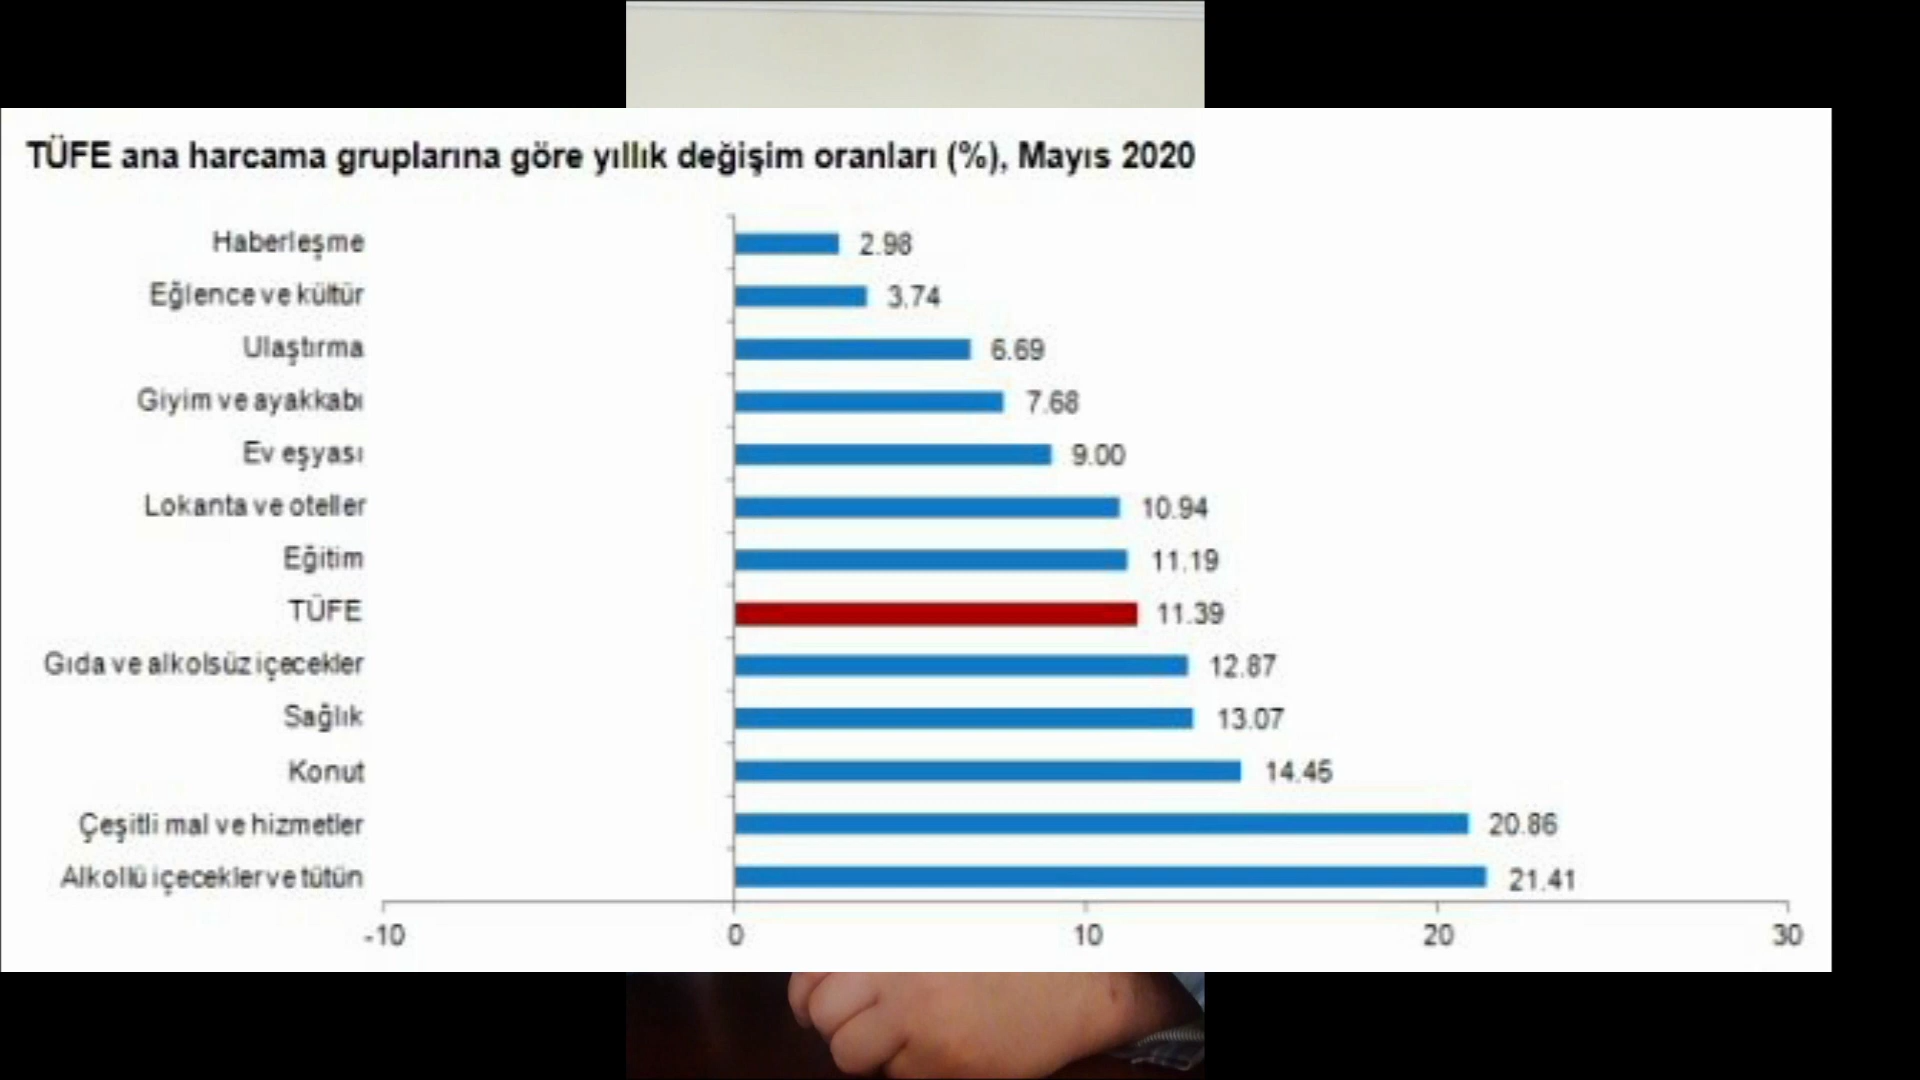 TÜFE ana harcama gruplarına göre yıllık değişim oranları (%), Mayıs 2020
Haberleşme 2.98
Eğlence ve kültür 3.74
Ulaştırma 6.69
Giyim ve ayakkabı 7.68
Ev eşyası 9.00
Lokanta ve oteller 10.94
Eğitim 11.19
TÜFE 11.39
Gıda ve alkolsüz içecekler 12.87
Sağlık 13.07
Konut 14.45
Çeşitli mal ve hizmetler 20.86
Alkollü içecekler ve tütün 21.41
-10 0 10 20 30